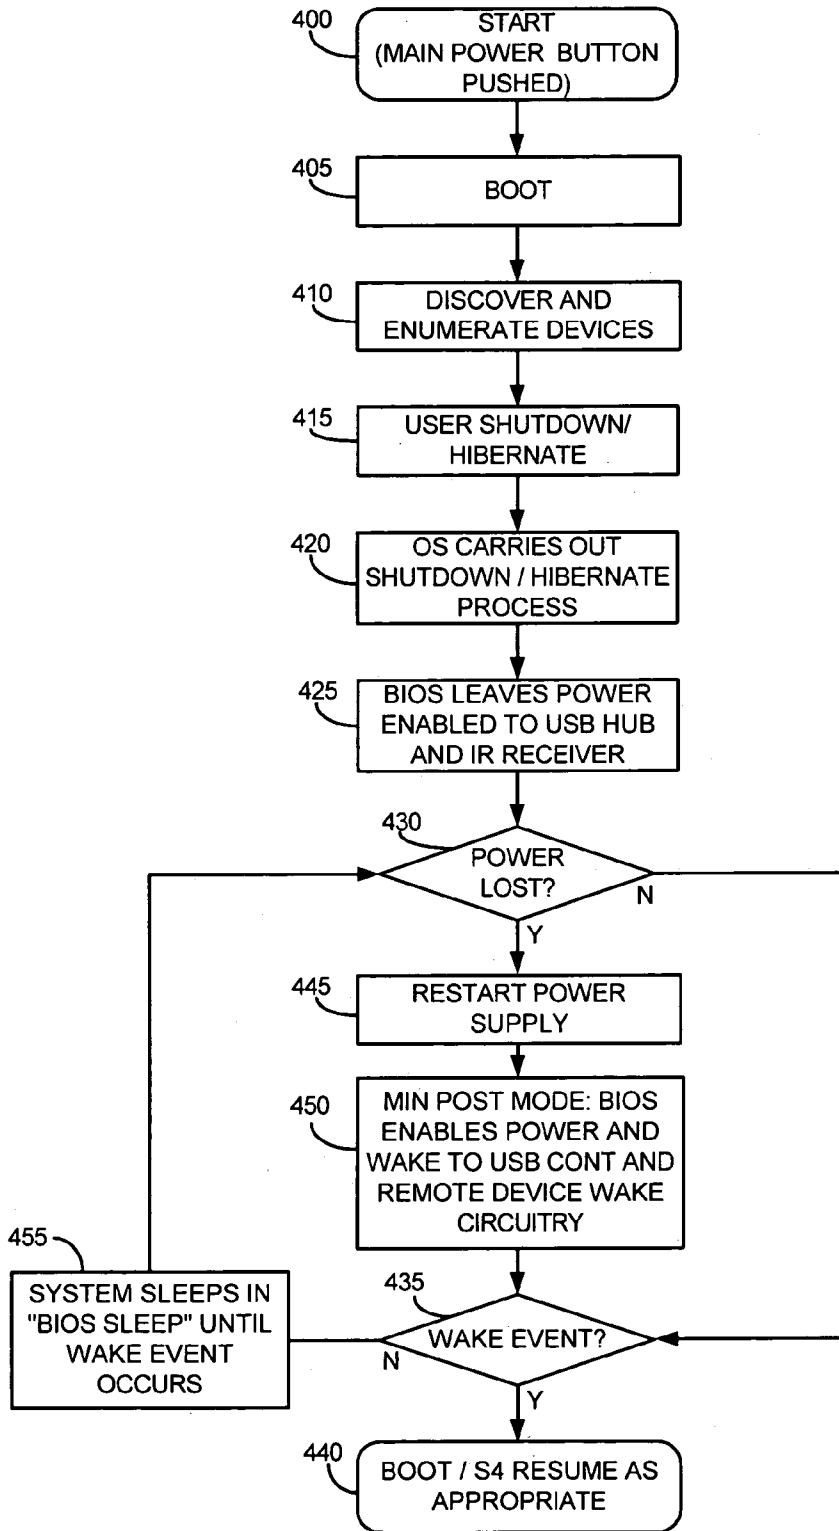 400
START
(MAIN POWER BUTTON
PUSHED)
405
BOOT
410
DISCOVER AND
ENUMERATE DEVICES
415
USER SHUTDOWN/
HIBERNATE
420
OS CARRIES OUT
SHUTDOWN / HIBERNATE
PROCESS
425
BIOS LEAVES POWER
ENABLED TO USB HUB
AND IR RECEIVER
430
POWER
LOST?
N
Y
445
RESTART POWER
SUPPLY
450
MIN POST MODE: BIOS
ENABLES POWER AND
WAKE TO USB CONT AND
REMOTE DEVICE WAKE
CIRCUITRY
455
SYSTEM SLEEPS IN
"BIOS SLEEP" UNTIL
WAKE EVENT
OCCURS
435
WAKE EVENT?
N
Y
440
BOOT / S4 RESUME AS
APPROPRIATE